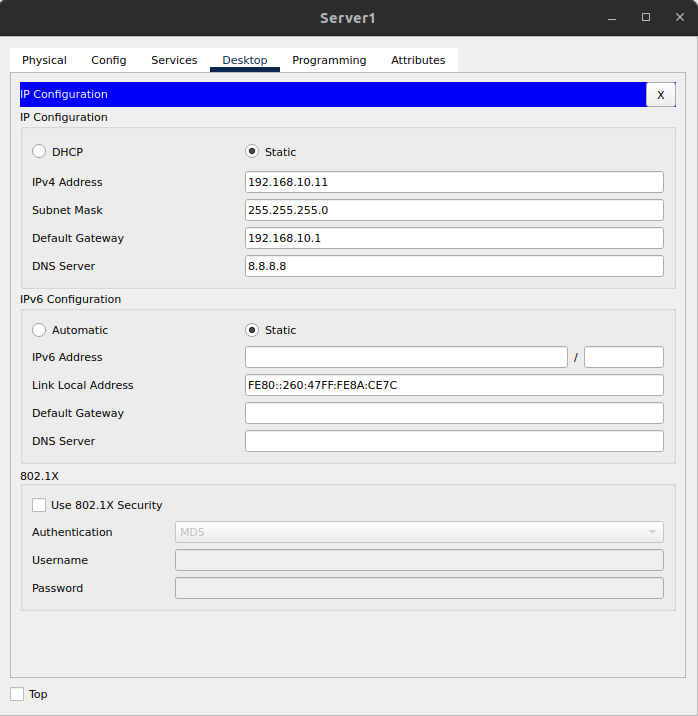 Server1
Physical Config Services Desktop Programming Attributes
IP Configuration X
IP Configuration
DHCP Static
IPv4 Address 192.168.10.11
Subnet Mask 255.255.255.0
Default Gateway 192.168.10.1
DNS Server 8.8.8.8
IPv6 Configuration
Automatic Static
IPv6 Address /
Link Local Address FE80::260:47FF:FE8A:CE7C
Default Gateway
DNS Server
802.1X
Use 802.1X Security
Authentication MD5
Username
Password
Top